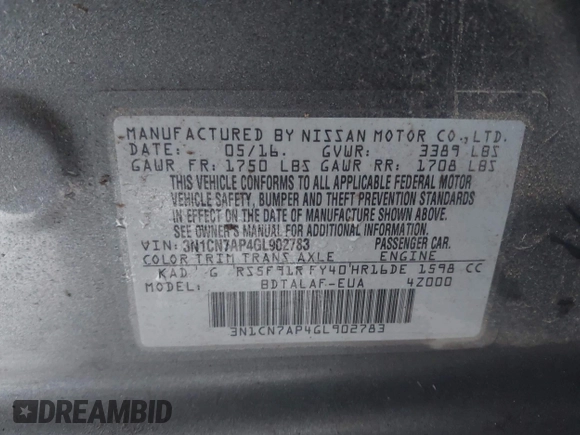 MANUFACTURED BY NISSAN MOTOR CO., LTD.
DATE: 05/16 GVWR: 3389 LBS
GAWR FR: 1750 LBS GAWR RR: 1708 LBS
THIS VEHICLE CONFORMS TO ALL APPLICABLE FEDERAL MOTOR
VEHICLE SAFETY, BUMPER AND THEFT PREVENTION STANDARDS
IN EFFECT ON THE DATE OF MANUFACTURE SHOWN ABOVE.
SEE OWNER'S MANUAL FOR ADDITIONAL INFORMATION.
VIN: 3N1CN7AP4GL902783 PASSENGER CAR.
COLOR TRIM TRANS AXLE ENGINE
KAD G RS5F91R FY40 HR16DE 1598 CC
MODEL: BDTALAF-EUA 4Z000
3N1CN7AP4GL902783
DREAMBID